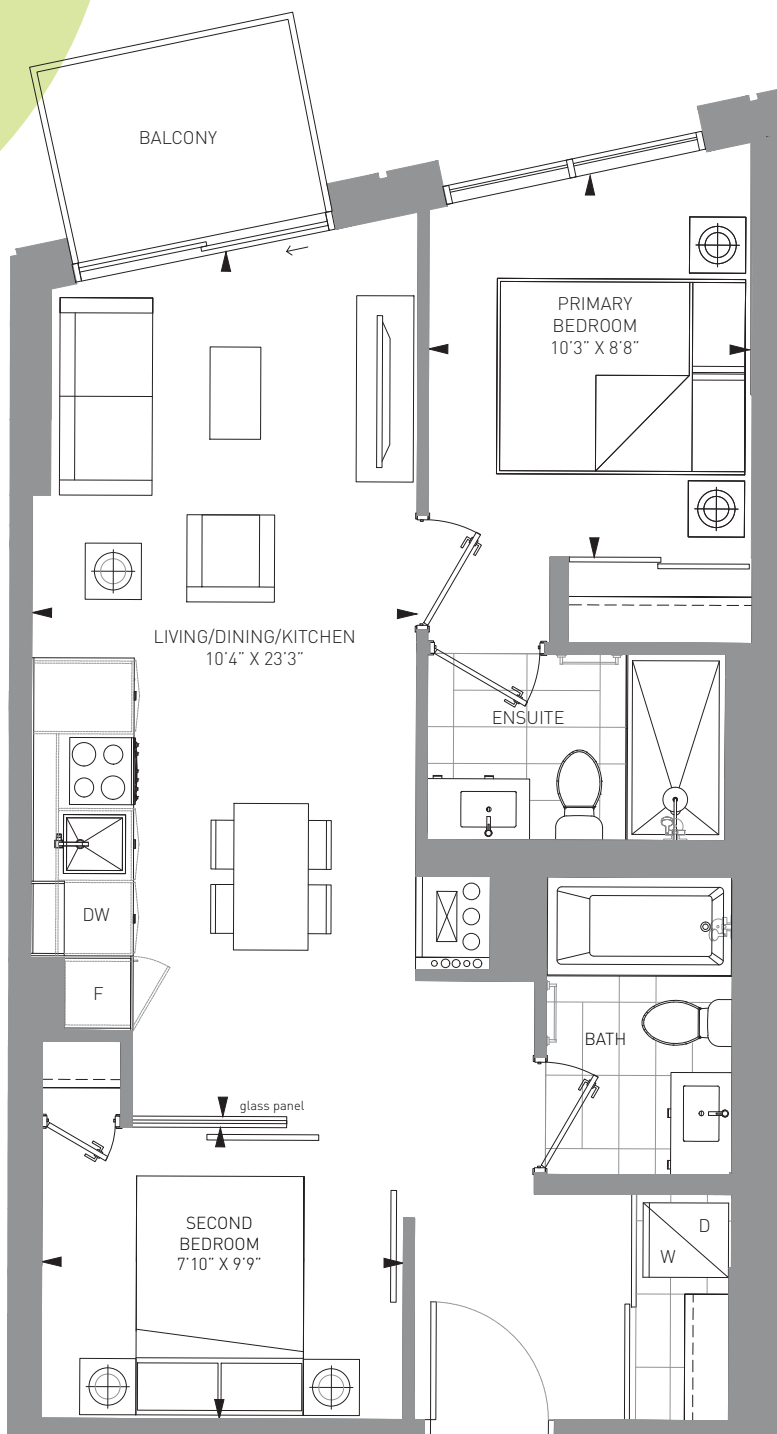 BALCONY
PRIMARY
BEDROOM
10'3" X 8'8"
LIVING/DINING/KITCHEN
10'4" X 23'3"
ENSUITE
DW
F
BATH
glass panel
SECOND
BEDROOM
7'10" X 9'9"
D
W